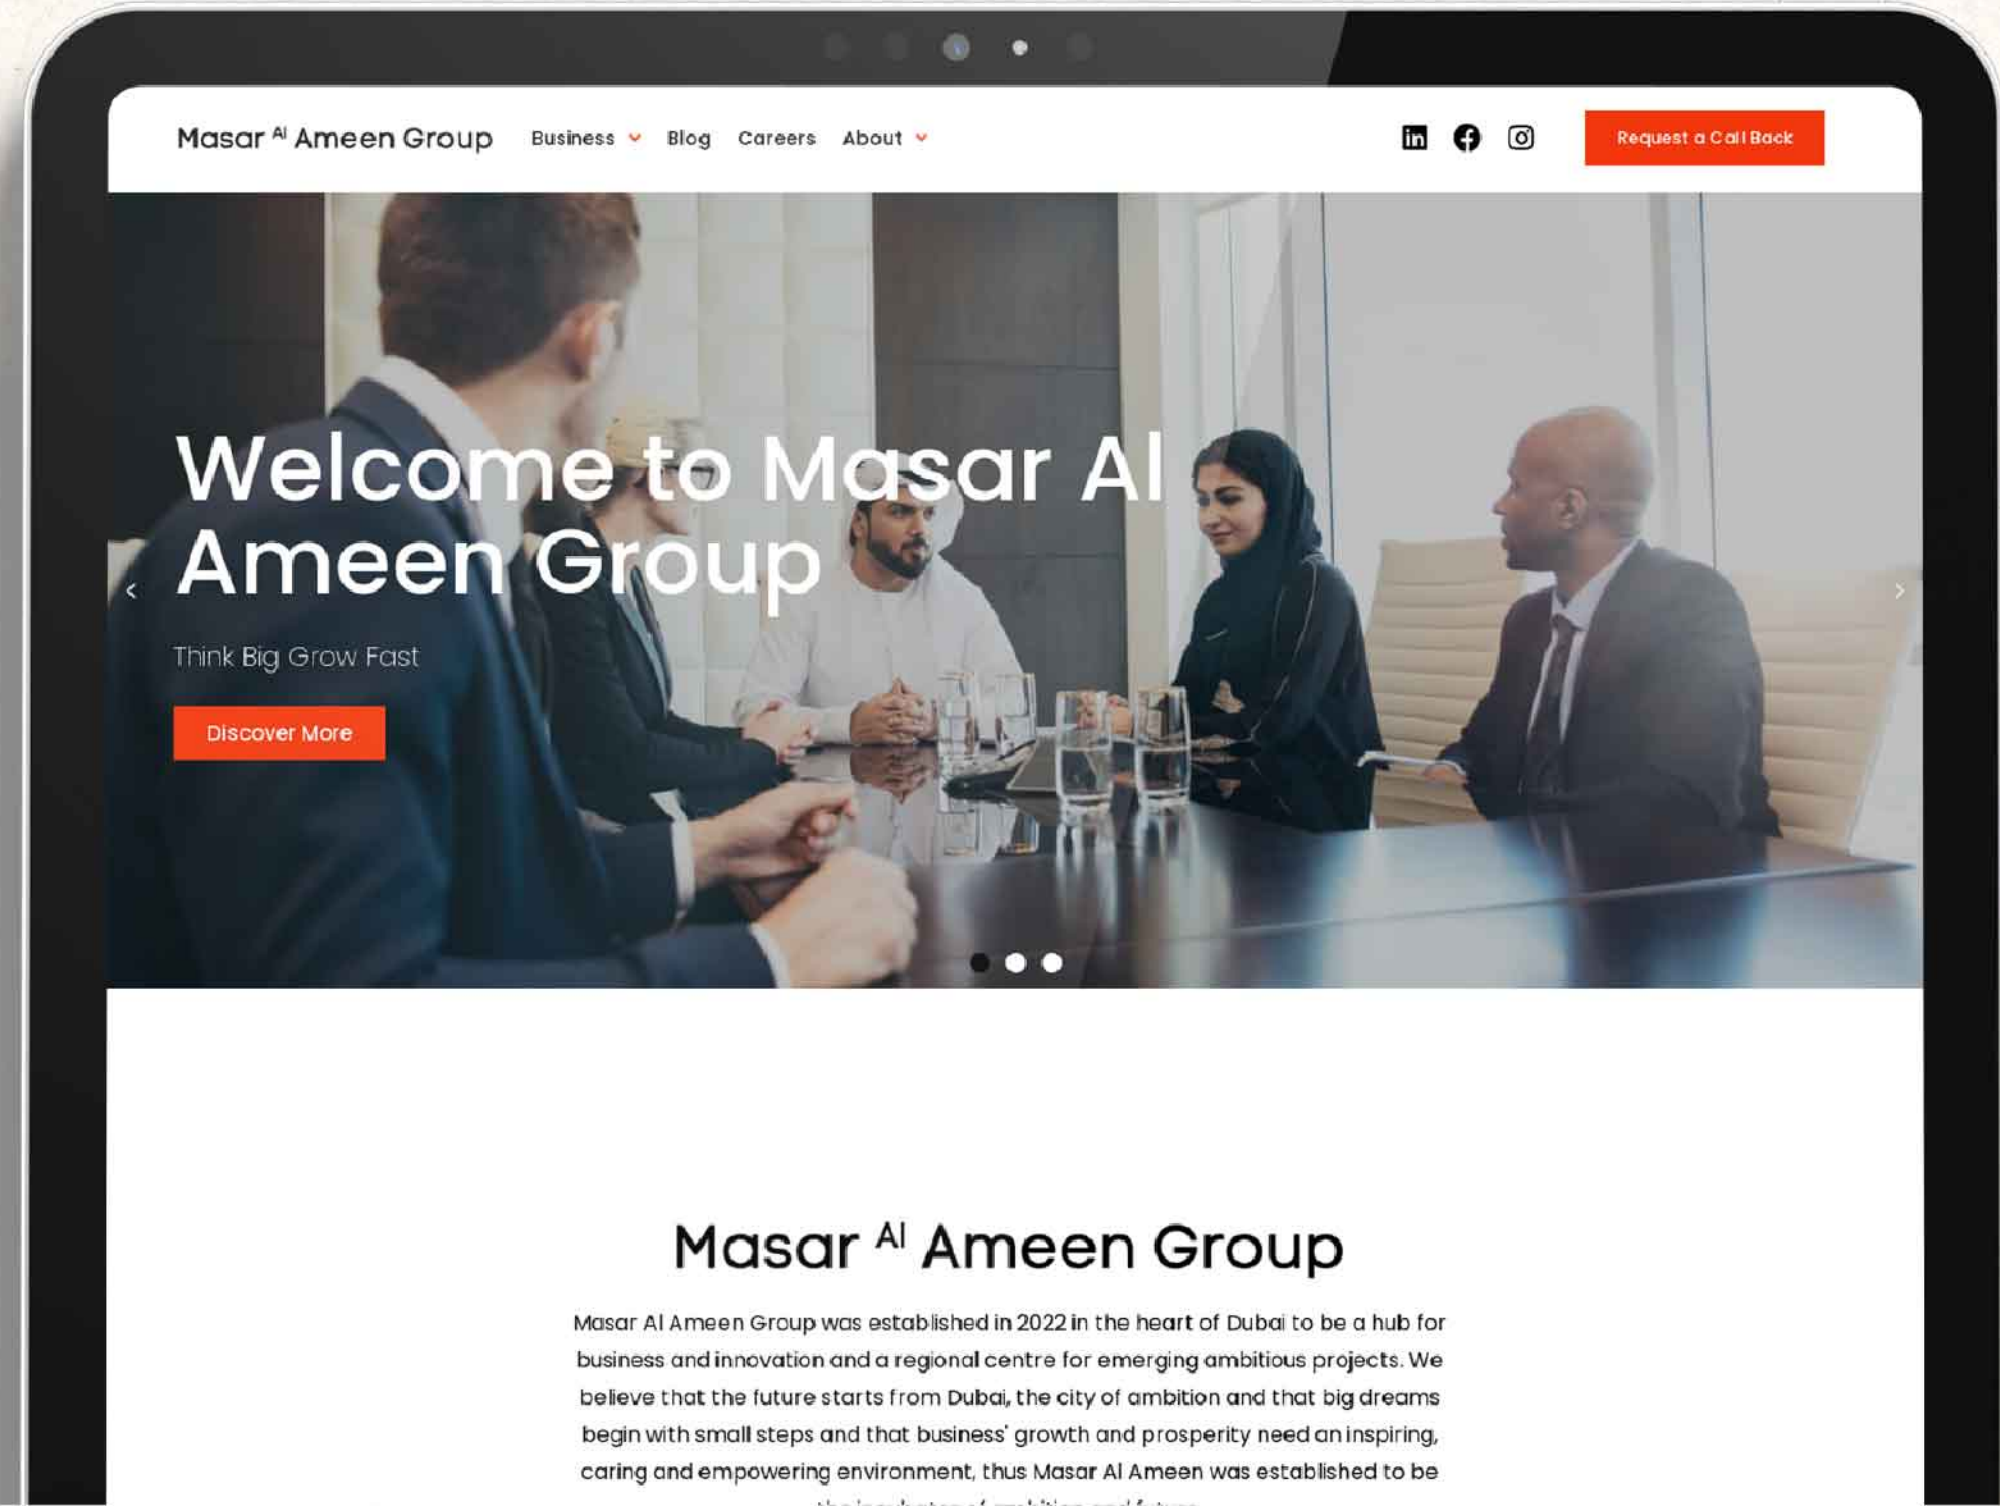 Masar Al Ameen Group
Business
Blog
Careers
About
in
Request a Call Back
Welcome to Masar Al
Ameen Group
Think Big Grow Fast
Discover More
Masar Al Ameen Group
Masar Al Ameen Group was established in 2022 in the heart of Dubai to be a hub for
business and innovation and a regional centre for emerging ambitious projects. We
believe that the future starts from Dubai, the city of ambition and that big dreams
begin with small steps and that business' growth and prosperity need an inspiring,
caring and empowering environment, thus Masar Al Ameen was established to be